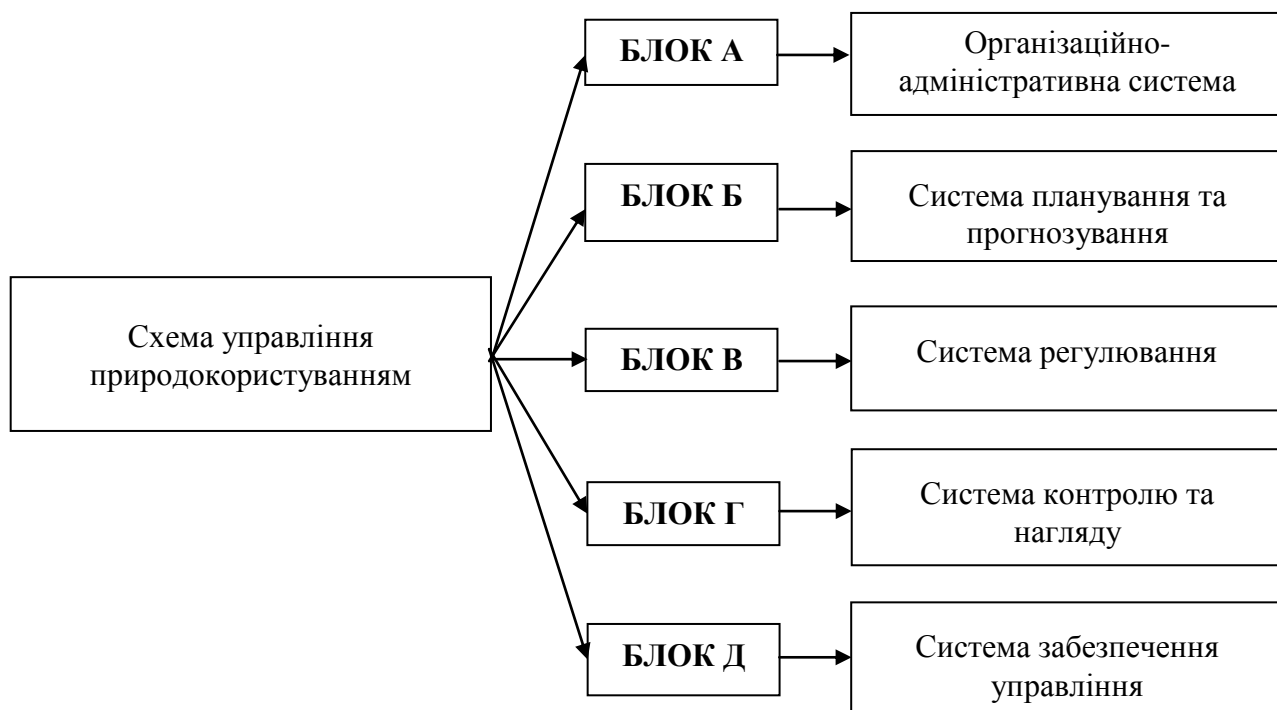 БЛОК А
Організаційно-
адміністративна система
БЛОК Б
Система планування та
прогнозування
Схема управління
природокористуванням
БЛОК В
Система регулювання
БЛОК Г
Система контролю та
нагляду
БЛОК Д
Система забезпечення
управління